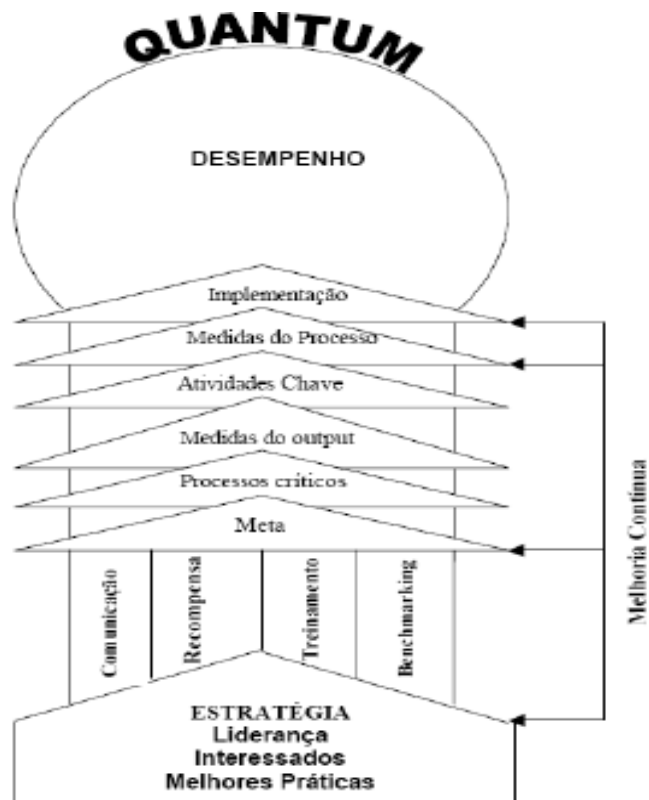 QUANTUM
DESEMPENHO
Implementação
Medidas do Processo
Atividades Chave
Medidas do output
Processos críticos
Meta
Comunicação
Recompensa
Treinamento
Benchmarking
Melhoria Contínua
ESTRATÉGIA
Liderança
Interessados
Melhores Práticas